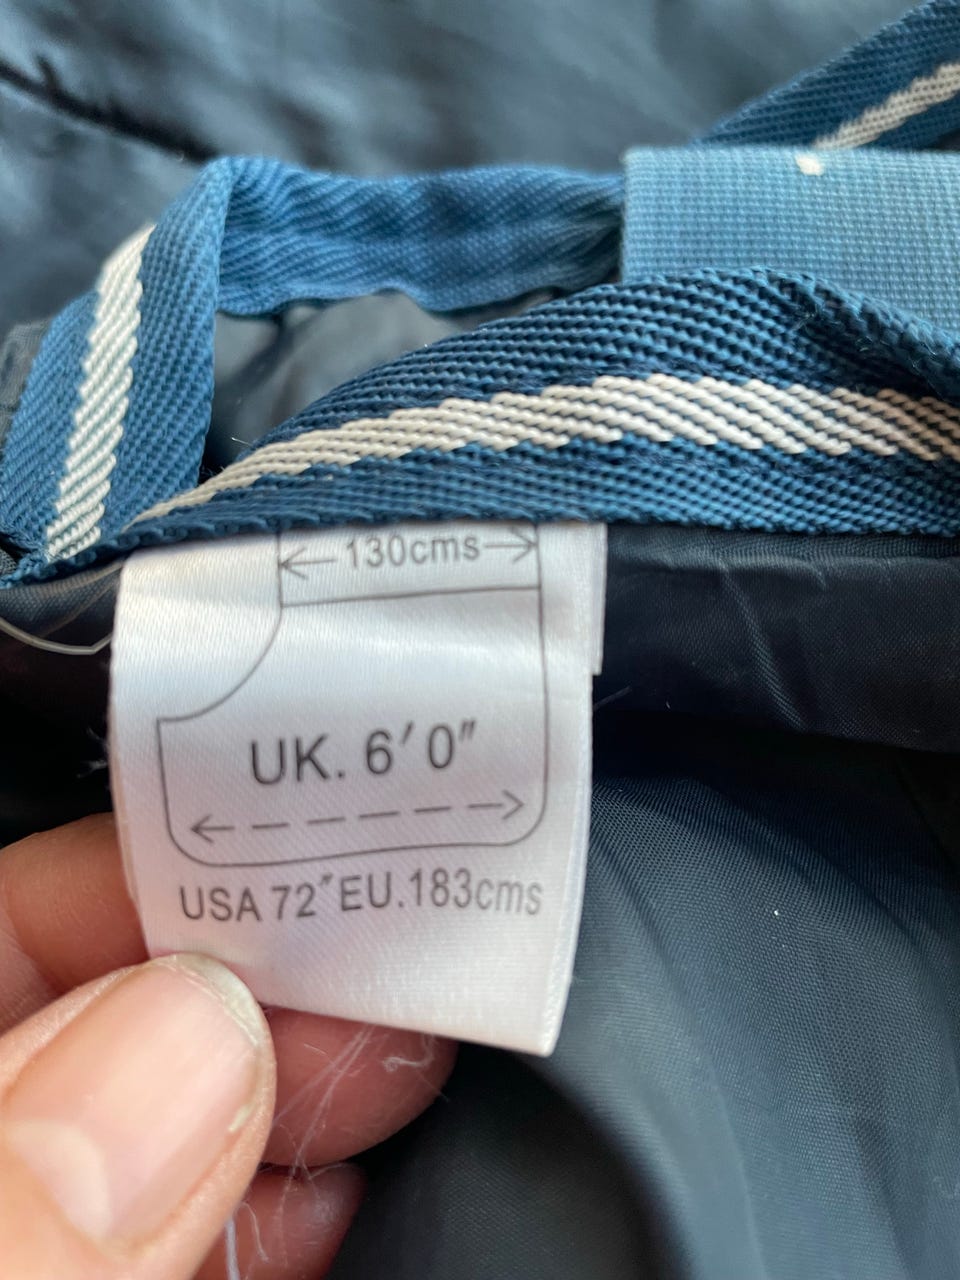 130cms
UK. 6'0"
USA 72" EU.183cms